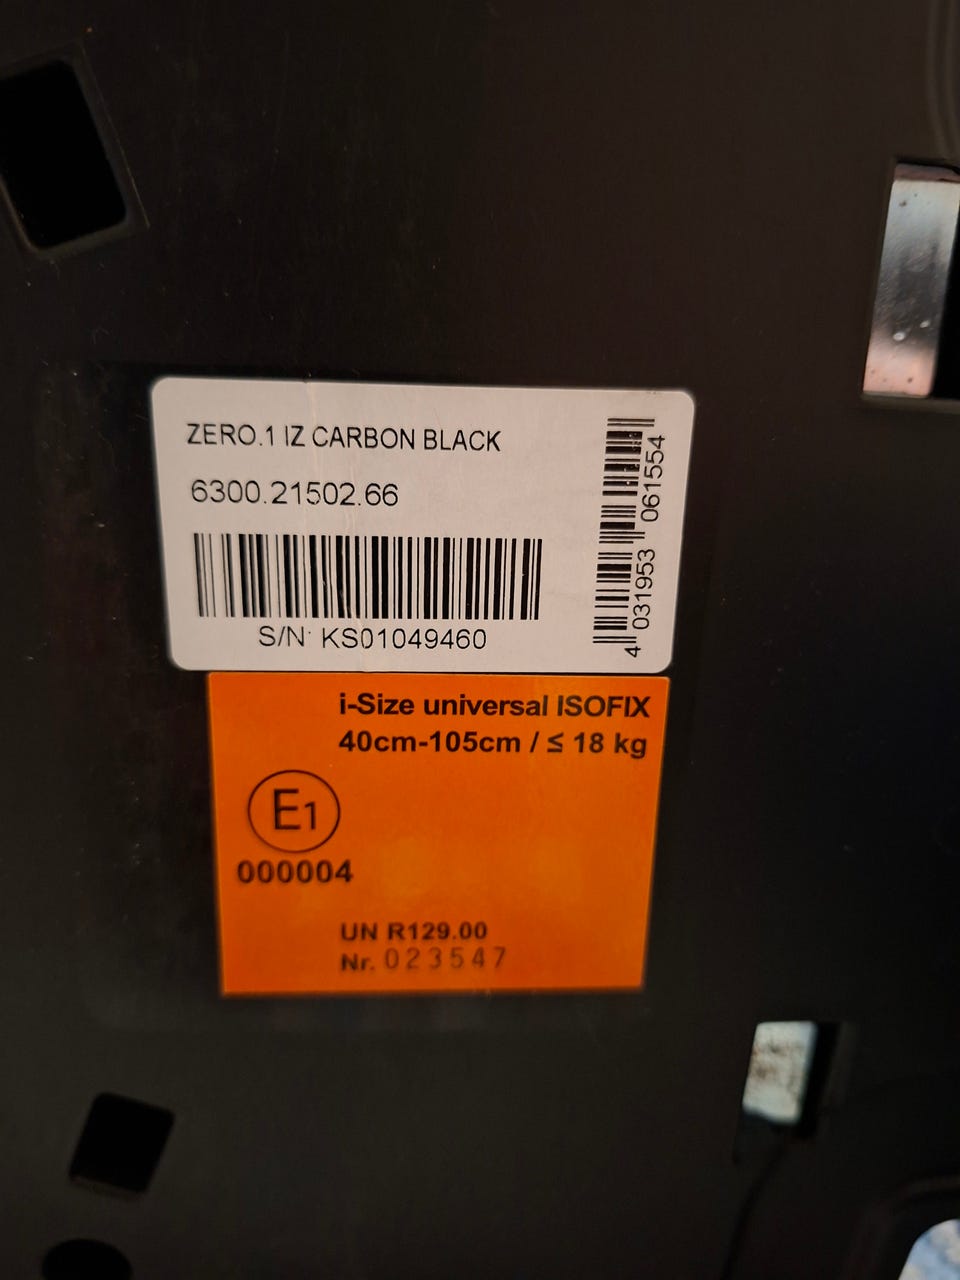 ZERO.1 IZ CARBON BLACK
6300.21502.66
S/N: KS01049460
4 031953 061554
i-Size universal ISOFIX
40cm-105cm / ≤ 18 kg
E1
000004
UN R129.00
Nr. 023547